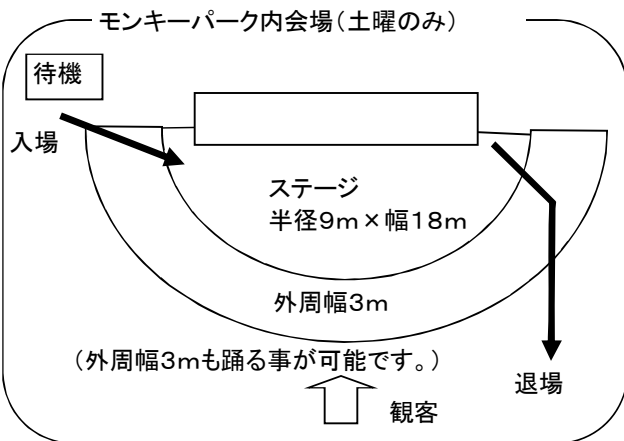 モンキーパーク内会場(土曜のみ)
待機
入場
ステージ
半径9m×幅18m
外周幅3m
(外周幅3mも踊る事が可能です。)
退場
観客